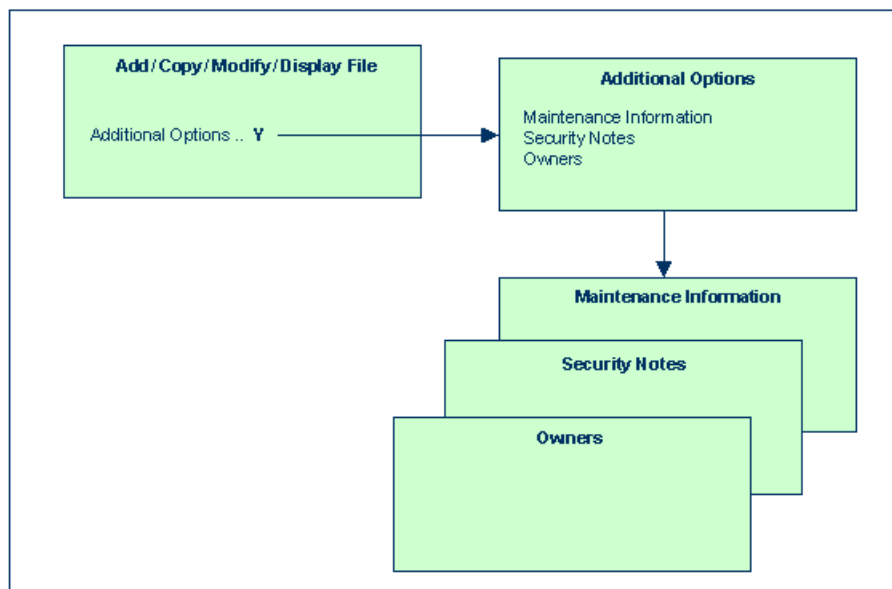 Add/Copy/Modify/Display File
Additional Options .. Y
Additional Options
Maintenance Information
Security Notes
Owners
Maintenance Information
Security Notes
Owners